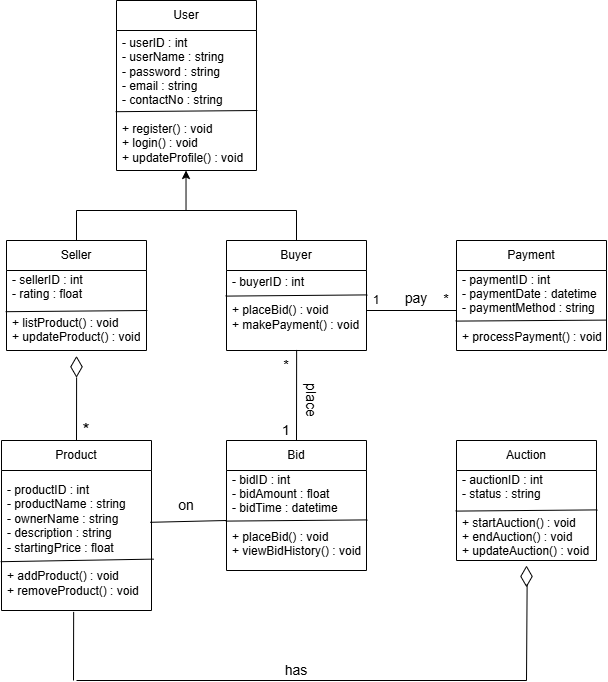 User
- userID : int
- userName : string
- password : string
- email : string
- contactNo : string
+ register() : void
+ login() : void
+ updateProfile() : void
Seller
- sellerID : int
- rating : float
+ listProduct() : void
+ updateProduct() : void
Buyer
- buyerID : int
+ placeBid() : void
+ makePayment() : void
1
pay
*
Payment
- paymentID : int
- paymentDate : datetime
- paymentMethod : string
+ processPayment() : void
*
*
place
1
Product
- productID : int
- productName : string
- ownerName : string
- description : string
- startingPrice : float
+ addProduct() : void
+ removeProduct() : void
on
Bid
- bidID : int
- bidAmount : float
- bidTime : datetime
+ placeBid() : void
+ viewBidHistory() : void
Auction
- auctionID : int
- status : string
+ startAuction() : void
+ endAuction() : void
+ updateAuction() : void
has